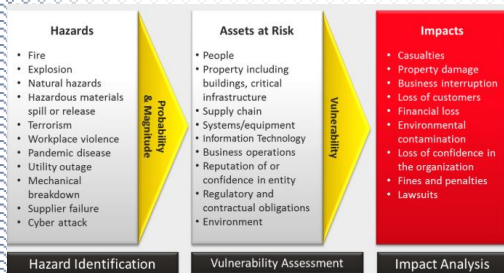 Hazards
• Fire
• Explosion
• Natural hazards
• Hazardous materials
spill or release
• Terrorism
• Workplace violence
• Pandemic disease
• Utility outage
• Mechanical
breakdown
• Supplier failure
• Cyber attack
Probability
& Magnitude
Assets at Risk
• People
• Property including
buildings, critical
infrastructure
• Supply chain
• Systems/equipment
• Information Technology
• Business operations
• Reputation of or
confidence in entity
• Regulatory and
contractual obligations
• Environment
Vulnerability
Impacts
• Casualties
• Property damage
• Business interruption
• Loss of customers
• Financial loss
• Environmental
contamination
• Loss of confidence in
the organization
• Fines and penalties
• Lawsuits
Hazard Identification
Vulnerability Assessment
Impact Analysis